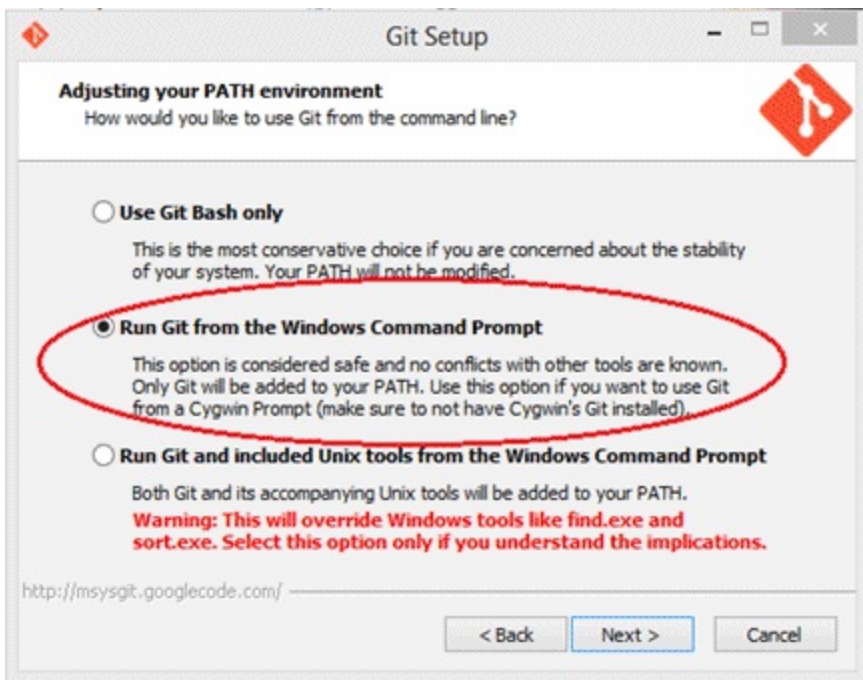 Git Setup
Adjusting your PATH environment
How would you like to use Git from the command line?
Use Git Bash only
This is the most conservative choice if you are concerned about the stability
of your system. Your PATH will not be modified.
Run Git from the Windows Command Prompt
This option is considered safe and no conflicts with other tools are known.
Only Git will be added to your PATH. Use this option if you want to use Git
from a Cygwin Prompt (make sure to not have Cygwin's Git installed).
Run Git and included Unix tools from the Windows Command Prompt
Both Git and its accompanying Unix tools will be added to your PATH.
Warning: This will override Windows tools like find.exe and
sort.exe. Select this option only if you understand the implications.
http://msysgit.googlecode.com/
< Back Next > Cancel